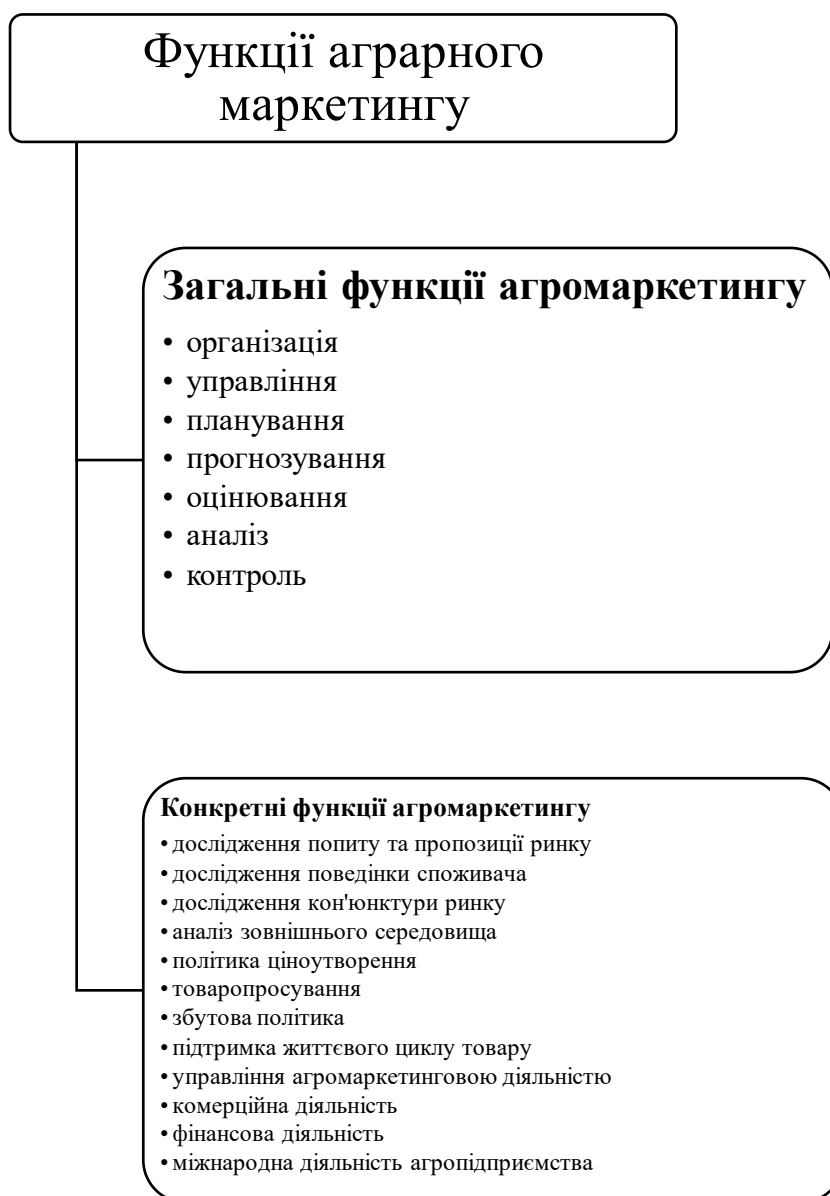 Функції аграрного
маркетингу
Загальні функції агромаркетингу
• організація
• управління
• планування
• прогнозування
• оцінювання
• аналіз
• контроль
Конкретні функції агромаркетингу
• дослідження попиту та пропозиції ринку
• дослідження поведінки споживача
• дослідження кон'юнктури ринку
• аналіз зовнішнього середовища
• політика ціноутворення
• товаропросування
• збутова політика
• підтримка життєвого циклу товару
• управління агромаркетинговою діяльністю
• комерційна діяльність
• фінансова діяльність
• міжнародна діяльність агропідприємства